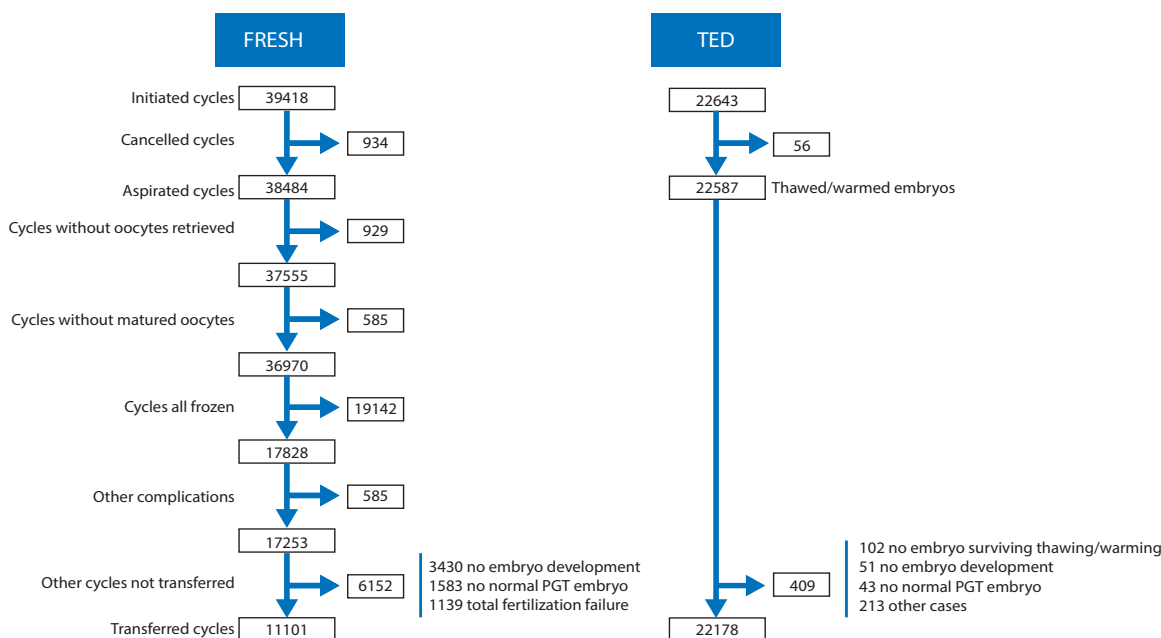 FRESH
TED
Initiated cycles 39418 22643
Cancelled cycles 934 56
Aspirated cycles 38484 22587 Thawed/warmed embryos
Cycles without oocytes retrieved 929
37555
Cycles without matured oocytes 585
36970
Cycles all frozen 19142
17828
Other complications 585
17253
Other cycles not transferred 6152
3430 no embryo development
1583 no normal PGT embryo
1139 total fertilization failure
409
102 no embryo surviving thawing/warming
51 no embryo development
43 no normal PGT embryo
213 other cases
Transferred cycles 11101 22178